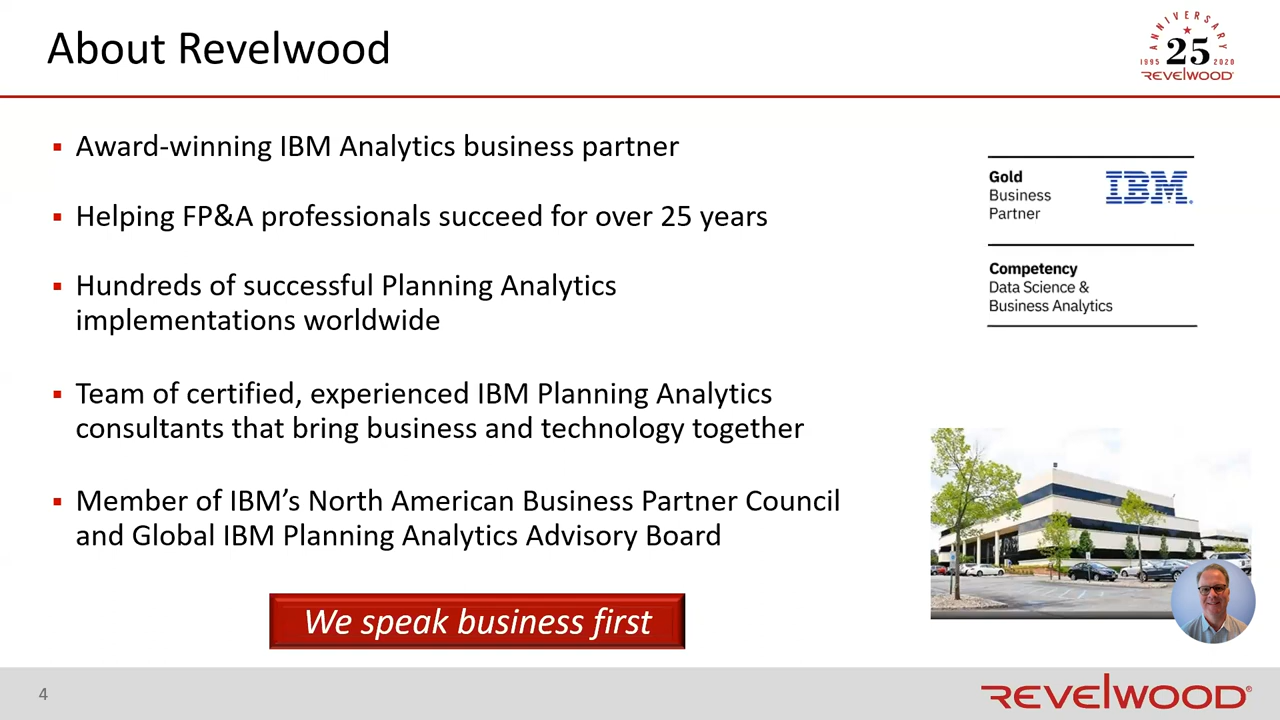 About Revelwood
ANNIVERSARY
1995 25 2020
REVELWOOD
Award-winning IBM Analytics business partner
Helping FP&A professionals succeed for over 25 years
Hundreds of successful Planning Analytics
implementations worldwide
Team of certified, experienced IBM Planning Analytics
consultants that bring business and technology together
Member of IBM’s North American Business Partner Council
and Global IBM Planning Analytics Advisory Board
We speak business first
Gold
Business
Partner
IBM®
Competency
Data Science &
Business Analytics
4
REVELWOOD®